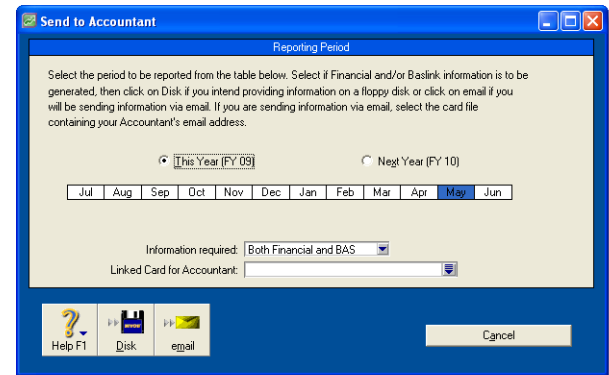 Send to Accountant
Reporting Period
Select the period to be reported from the table below. Select if Financial and/or Baslink information is to be
generated, then click on Disk if you intend providing information on a floppy disk or click on email if you
will be sending information via email. If you are sending information via email, select the card file
containing your Accountant's email address.
This Year (FY 09) Next Year (FY 10)
Jul Aug Sep Oct Nov Dec Jan Feb Mar Apr May Jun
Information required: Both Financial and BAS
Linked Card for Accountant:
Help F1 Disk email Cancel